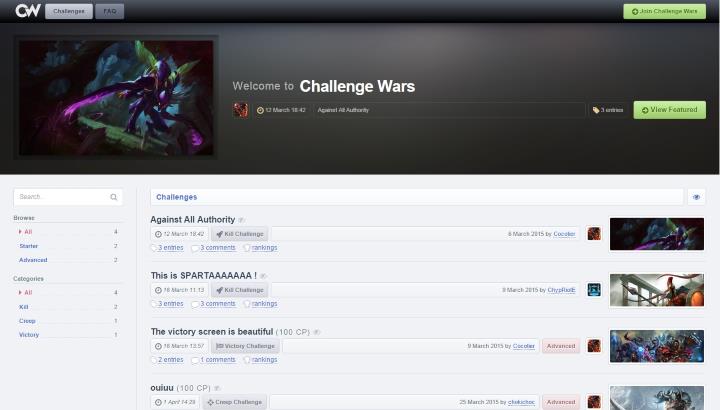 CW Challenges FAQ Join Challenge Wars
Welcome to Challenge Wars
12 March 18:42 Against All Authority 3 entries View Featured
Search...
Challenges
Browse
All 4
Starter 2
Advanced 2
Categories
All 4
Kill 2
Creep 1
Victory 1
Against All Authority
12 March 18:42 Kill Challenge 6 March 2015 by Cocolier
3 entries 3 comments rankings
This is SPARTAAAAAAA !
16 March 11:13 Kill Challenge 9 March 2015 by ChypRiotE
3 entries 3 comments rankings
The victory screen is beautiful (100 CP)
16 March 13:57 Victory Challenge 9 March 2015 by Cocolier Advanced
2 entries 1 comments rankings
ouiuu (100 CP)
1 April 14:29 Creep Challenge 25 March 2015 by chokichoc Advanced